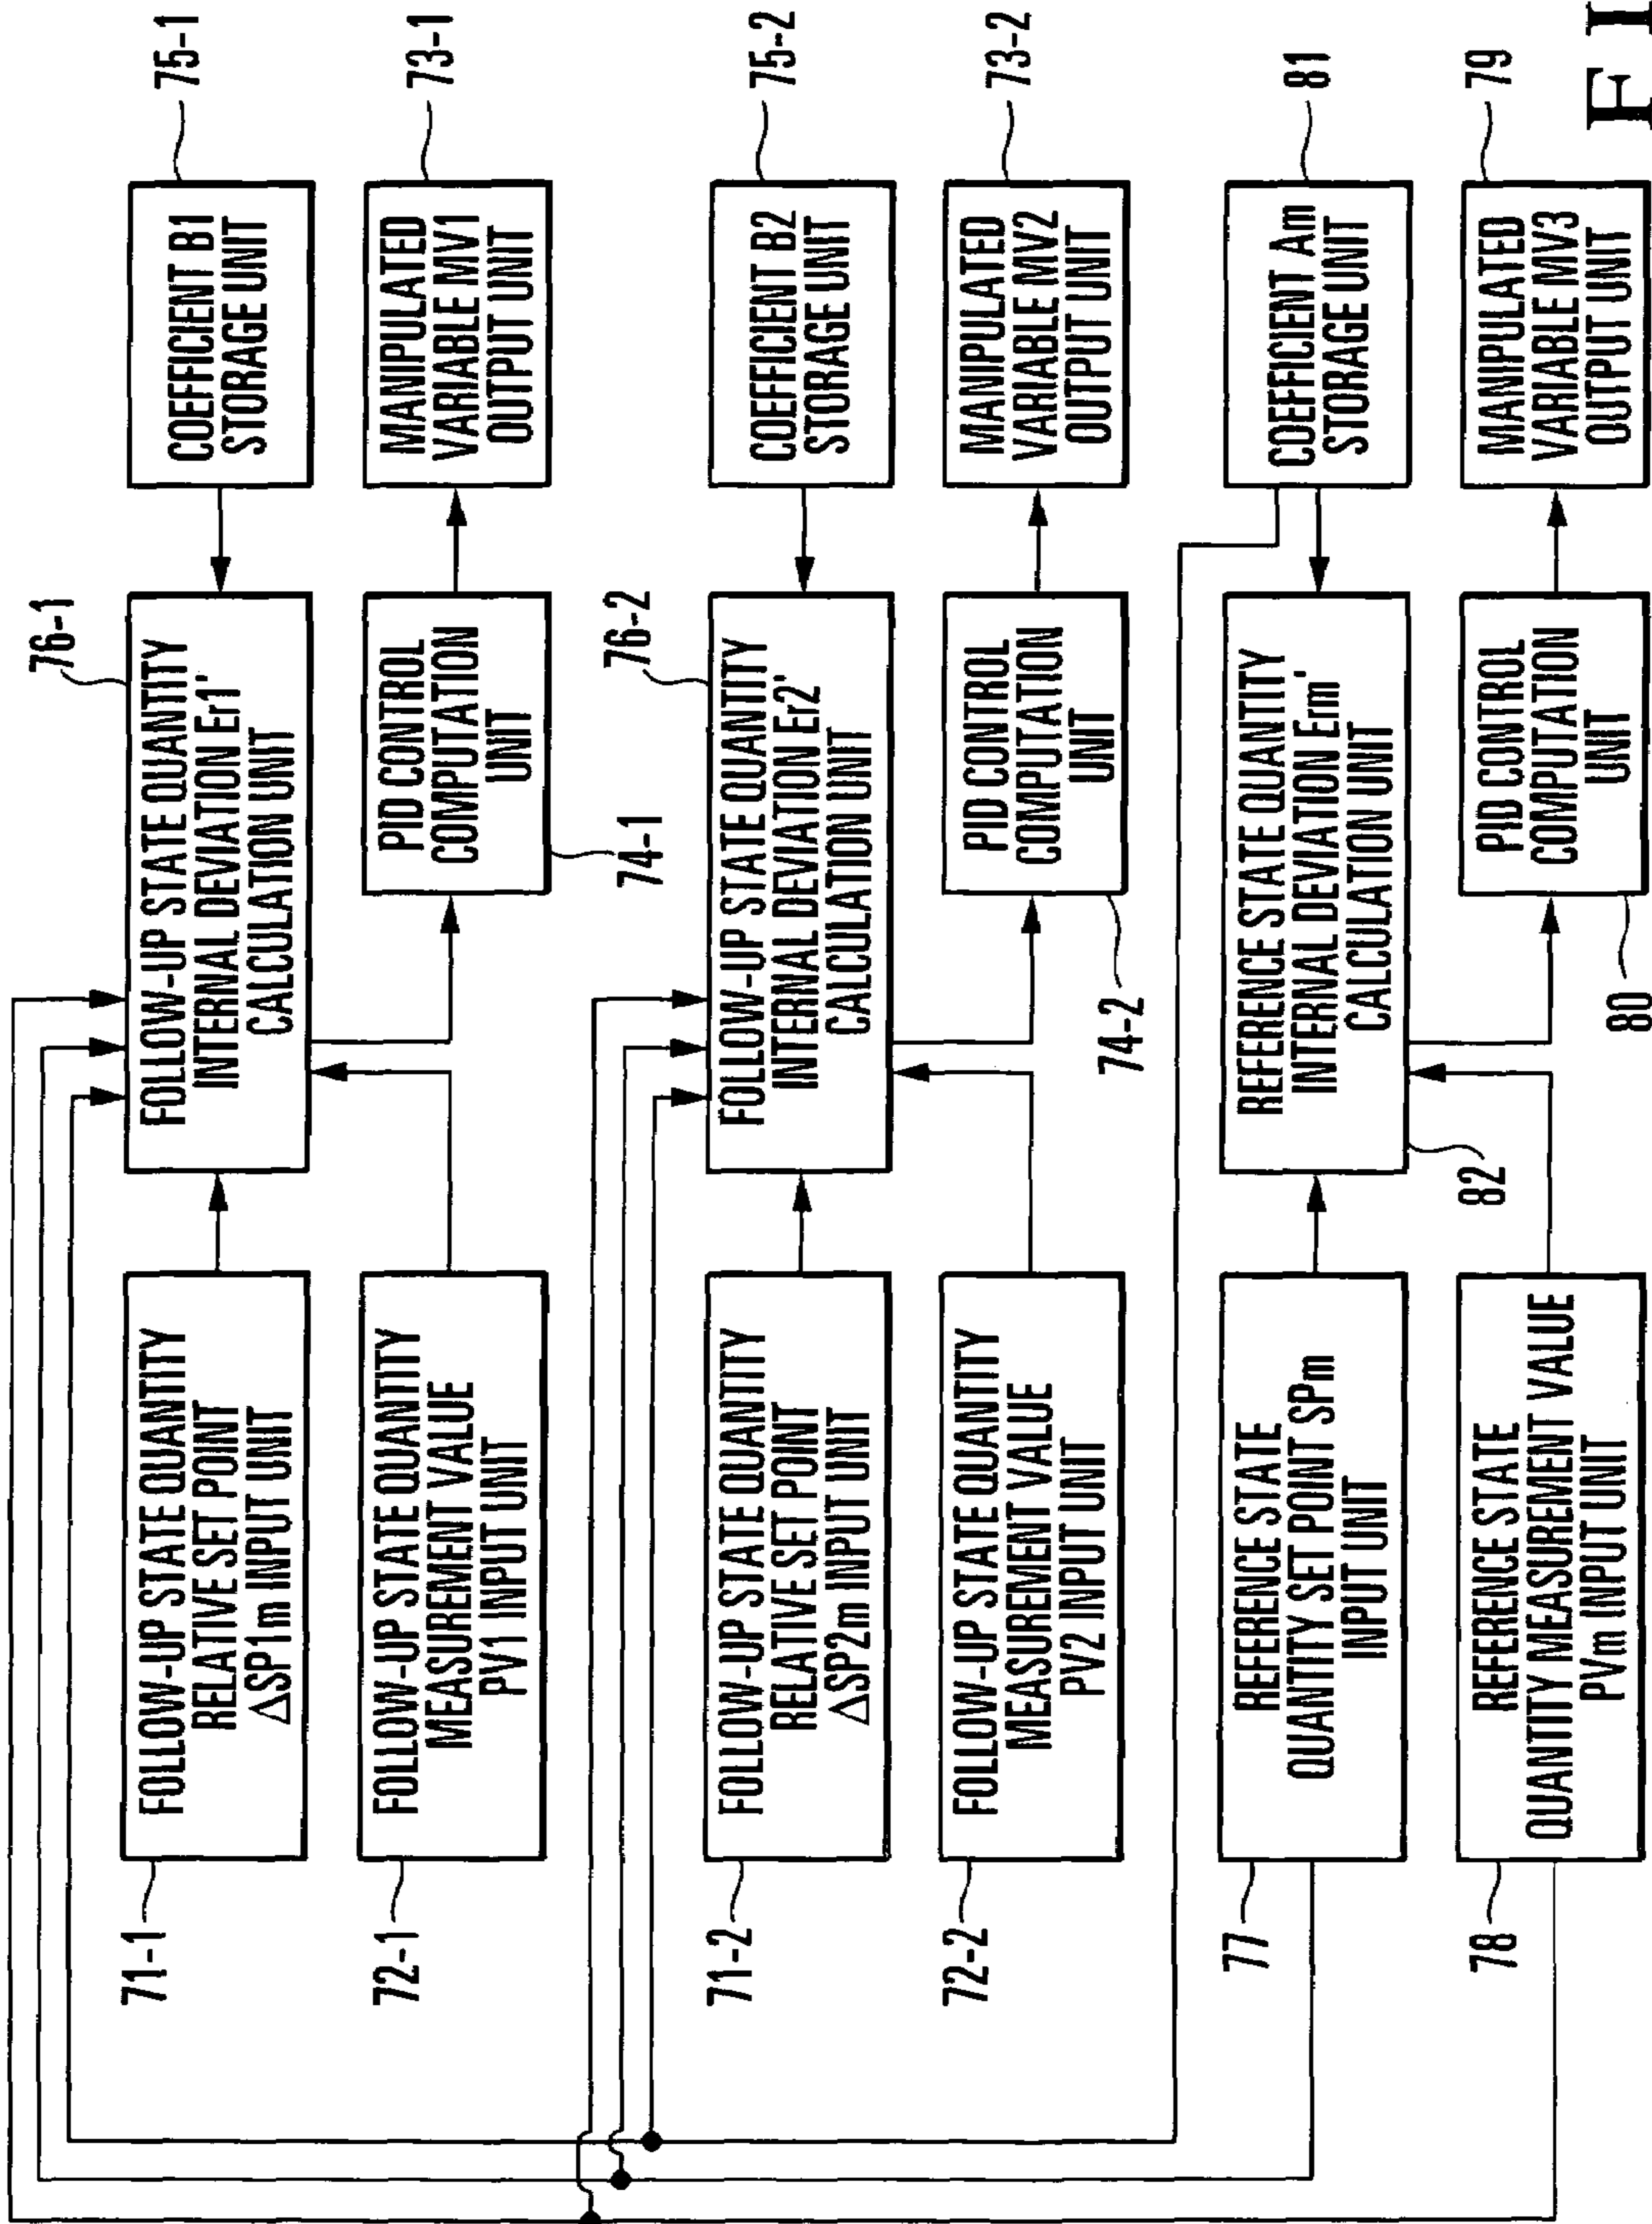 71-1
FOLLOW-UP STATE QUANTITY
RELATIVE SET POINT
ΔSP1m INPUT UNIT
76-1
FOLLOW-UP STATE QUANTITY
INTERNAL DEVIATION Er1'
CALCULATION UNIT
COEFFICIENT B1
STORAGE UNIT
75-1
72-1
FOLLOW-UP STATE QUANTITY
MEASUREMENT VALUE
PV1 INPUT UNIT
PID CONTROL
COMPUTATION
UNIT
74-1
MANIPULATED
VARIABLE MV1
OUTPUT UNIT
73-1
71-2
FOLLOW-UP STATE QUANTITY
RELATIVE SET POINT
ΔSP2m INPUT UNIT
76-2
FOLLOW-UP STATE QUANTITY
INTERNAL DEVIATION Er2'
CALCULATION UNIT
COEFFICIENT B2
STORAGE UNIT
75-2
72-2
FOLLOW-UP STATE QUANTITY
MEASUREMENT VALUE
PV2 INPUT UNIT
PID CONTROL
COMPUTATION
UNIT
74-2
MANIPULATED
VARIABLE MV2
OUTPUT UNIT
73-2
77
REFERENCE STATE
QUANTITY SET POINT SPm
INPUT UNIT
REFERENCE STATE QUANTITY
INTERNAL DEVIATION Erm'
CALCULATION UNIT
82
COEFFICIENT Am
STORAGE UNIT
81
78
REFERENCE STATE
QUANTITY MEASUREMENT VALUE
PVm INPUT UNIT
PID CONTROL
COMPUTATION
UNIT
80
MANIPULATED
VARIABLE MV3
OUTPUT UNIT
79